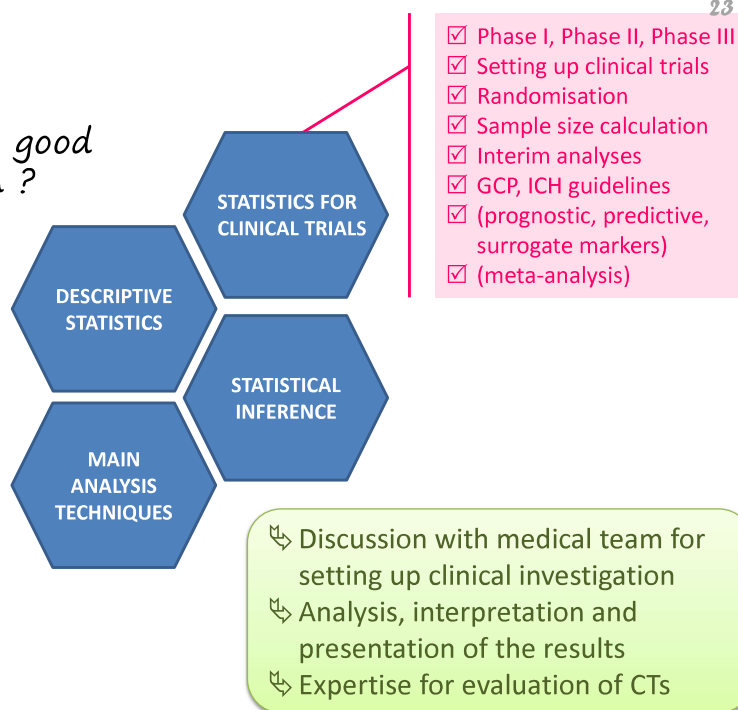 23
good
?
☑ Phase I, Phase II, Phase III
☑ Setting up clinical trials
☑ Randomisation
☑ Sample size calculation
☑ Interim analyses
☑ GCP, ICH guidelines
☑ (prognostic, predictive,
surrogate markers)
☑ (meta-analysis)
STATISTICS FOR
CLINICAL TRIALS
DESCRIPTIVE
STATISTICS
STATISTICAL
INFERENCE
MAIN
ANALYSIS
TECHNIQUES
Discussion with medical team for
setting up clinical investigation
Analysis, interpretation and
presentation of the results
Expertise for evaluation of CTs